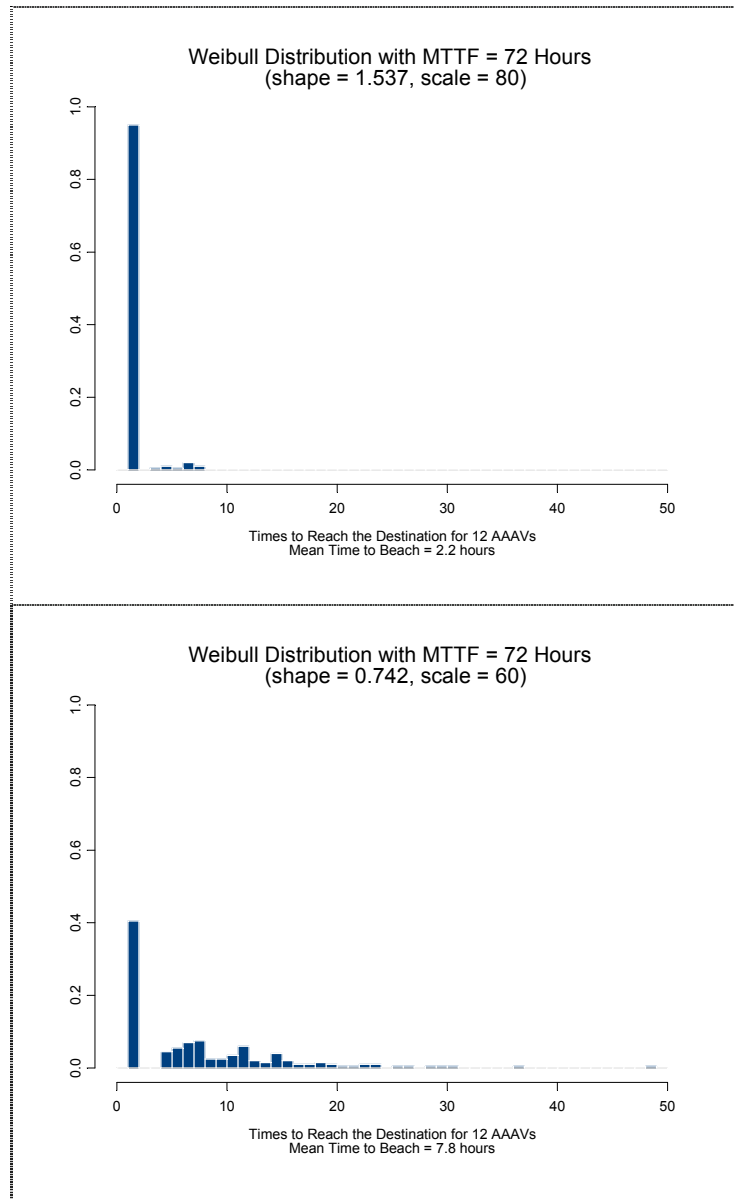 Weibull Distribution with MTTF = 72 Hours
(shape = 1.537, scale = 80)
1.0
0.8
0.6
0.4
0.2
0.0
0 10 20 30 40 50
Times to Reach the Destination for 12 AAAVs
Mean Time to Beach = 2.2 hours
Weibull Distribution with MTTF = 72 Hours
(shape = 0.742, scale = 60)
1.0
0.8
0.6
0.4
0.2
0.0
0 10 20 30 40 50
Times to Reach the Destination for 12 AAAVs
Mean Time to Beach = 7.8 hours